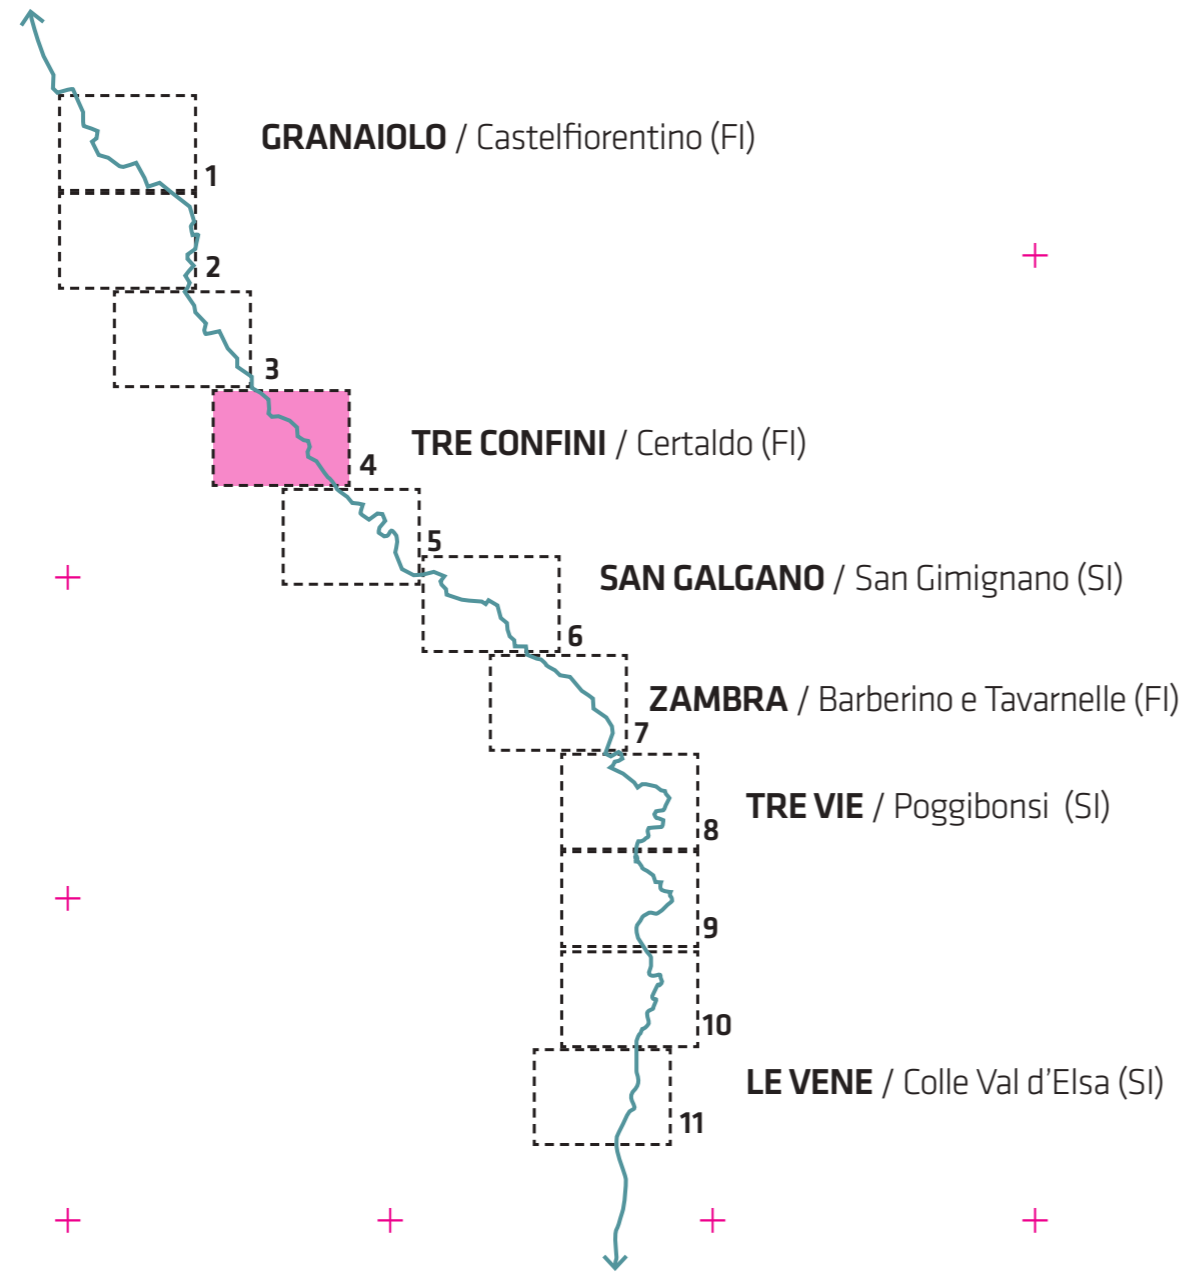 GRANAIOLO / Castelfiorentino (FI)
1
2
3
TRE CONFINI / Certaldo (FI)
4
5
SAN GALGANO / San Gimignano (SI)
6
ZAMBRA / Barberino e Tavarnelle (FI)
7
TRE VIE / Poggibonsi (SI)
8
9
10
LE VENE / Colle Val d'Elsa (SI)
11